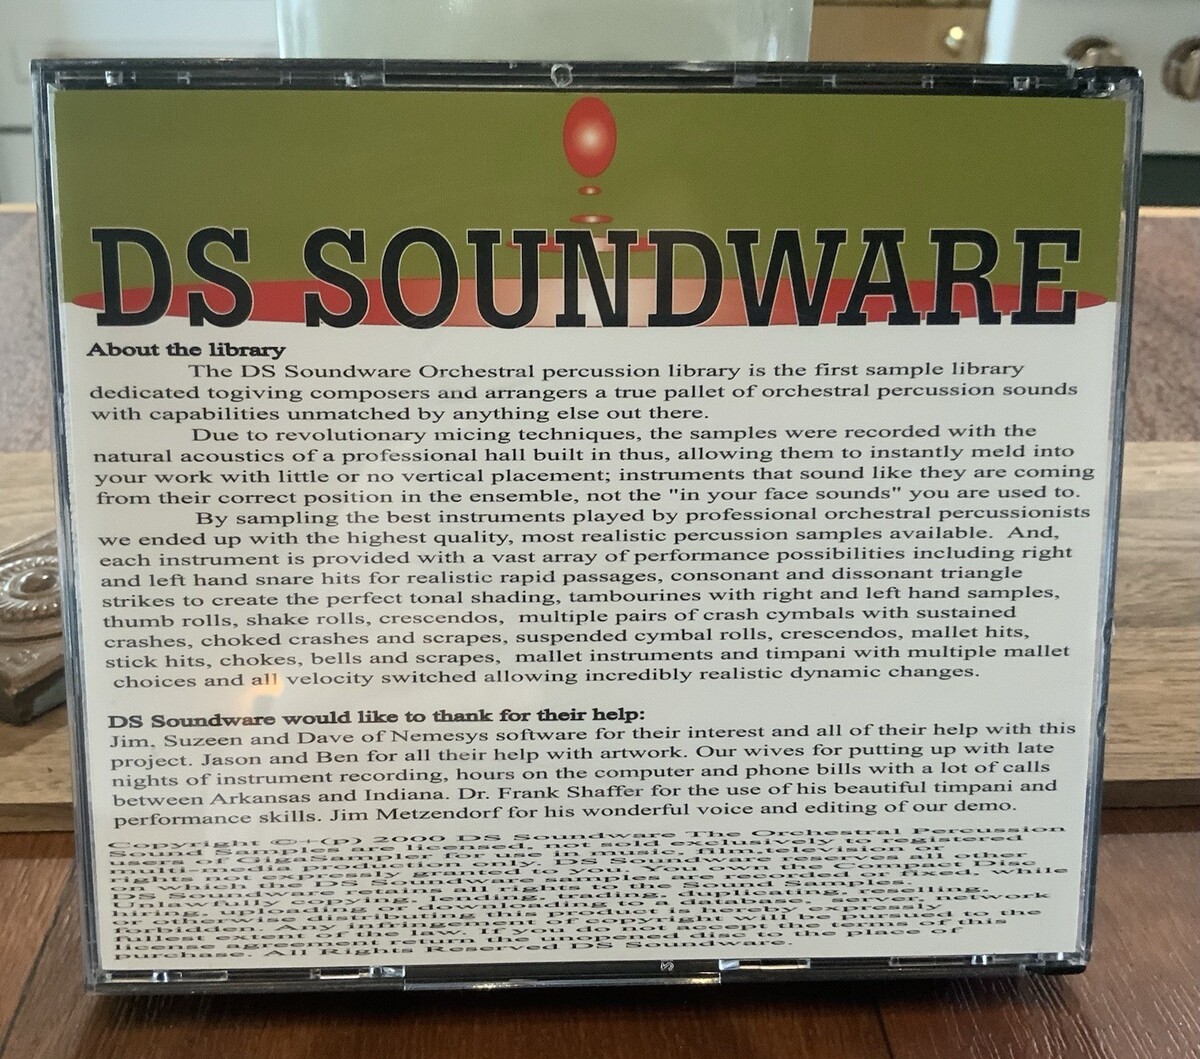 DS SOUNDWARE
About the library
The DS Soundware Orchestral percussion library is the first sample library
dedicated togiving composers and arrangers a true pallet of orchestral percussion sounds
with capabilities unmatched by anything else out there.
Due to revolutionary micing techniques, the samples were recorded with the
natural acoustics of a professional hall built in thus, allowing them to instantly meld into
your work with little or no vertical placement; instruments that sound like they are coming
from their correct position in the ensemble, not the "in your face sounds" you are used to.
By sampling the best instruments played by professional orchestral percussionists
we ended up with the highest quality, most realistic percussion samples available. And,
each instrument is provided with a vast array of performance possibilities including right
and left hand snare hits for realistic rapid passages, consonant and dissonant triangle
strikes to create the perfect tonal shading, tambourines with right and left hand samples,
thumb rolls, shake rolls, crescendos, multiple pairs of crash cymbals with sustained
crashes, choked crashes and scrapes, suspended cymbal rolls, crescendos, mallet hits,
stick hits, chokes, bells and scrapes, mallet instruments and timpani with multiple mallet
choices and all velocity switched allowing incredibly realistic dynamic changes.
DS Soundware would like to thank for their help:
Jim, Suzeen and Dave of Nemesys software for their interest and all of their help with this
project. Jason and Ben for all their help with artwork. Our wives for putting up with late
nights of instrument recording, hours on the computer and phone bills with a lot of calls
between Arkansas and Indiana. Dr. Frank Shaffer for the use of his beautiful timpani and
performance skills. Jim Metzendorf for his wonderful voice and editing of our demo.
Copyright ©+(p) 2000 DS Soundware The Orchestral Percussion
Sound Samples are licensed, not sold exclusively to registered
users of GigaSampler for use in music, film,television or
multi-media production only. DS Soundware reserves all other
rights not expressly granted to you. You own the Compact Disc
on which the DS Soundware samples are recorded or fixed, while
DS Soundware retains all rights to the Sound Samples.
Unlawfully copying, lending, trading, duplicating, reselling,
hiring, uploading or downloading to a database, server, network
or otherwise distributing this product is hereby expressly
forbidden. Any infringement of copyright will be pursued to the
fullest extent of the law. If you do not accept the terms of this
license agreement return the unopened disc to the place of
purchase. All Rights Reserved DS Soundware.